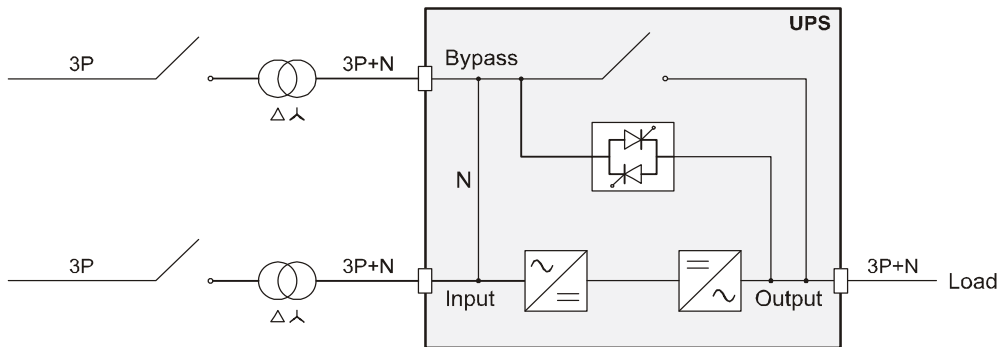 UPS
3P
3P+N
Bypass
N
3P
3P+N
Input
Output
3P+N
Load